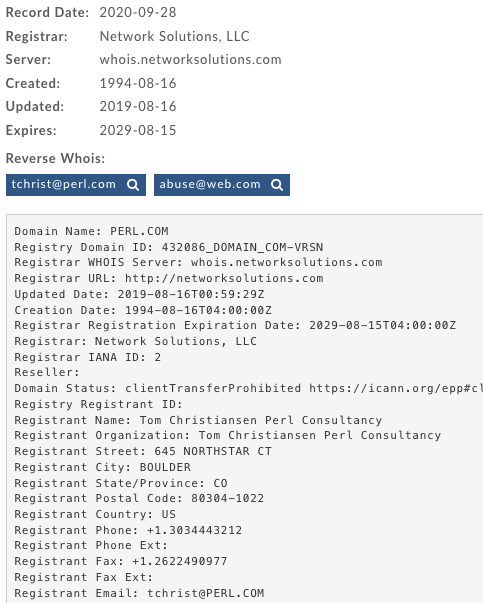 Record Date: 2020-09-28
Registrar: Network Solutions, LLC
Server: whois.networksolutions.com
Created: 1994-08-16
Updated: 2019-08-16
Expires: 2029-08-15
Reverse Whois:
tchrist@perl.com abuse@web.com
Domain Name: PERL.COM
Registry Domain ID: 432086_DOMAIN_COM-VRSN
Registrar WHOIS Server: whois.networksolutions.com
Registrar URL: http://networksolutions.com
Updated Date: 2019-08-16T00:59:29Z
Creation Date: 1994-08-16T04:00:00Z
Registrar Registration Expiration Date: 2029-08-15T04:00:00Z
Registrar: Network Solutions, LLC
Registrar IANA ID: 2
Reseller:
Domain Status: clientTransferProhibited https://icann.org/epp#cl
Registry Registrant ID:
Registrant Name: Tom Christiansen Perl Consultancy
Registrant Organization: Tom Christiansen Perl Consultancy
Registrant Street: 645 NORTHSTAR CT
Registrant City: BOULDER
Registrant State/Province: CO
Registrant Postal Code: 80304-1022
Registrant Country: US
Registrant Phone: +1.3034443212
Registrant Phone Ext:
Registrant Fax: +1.2622490977
Registrant Fax Ext:
Registrant Email: tchrist@PERL.COM